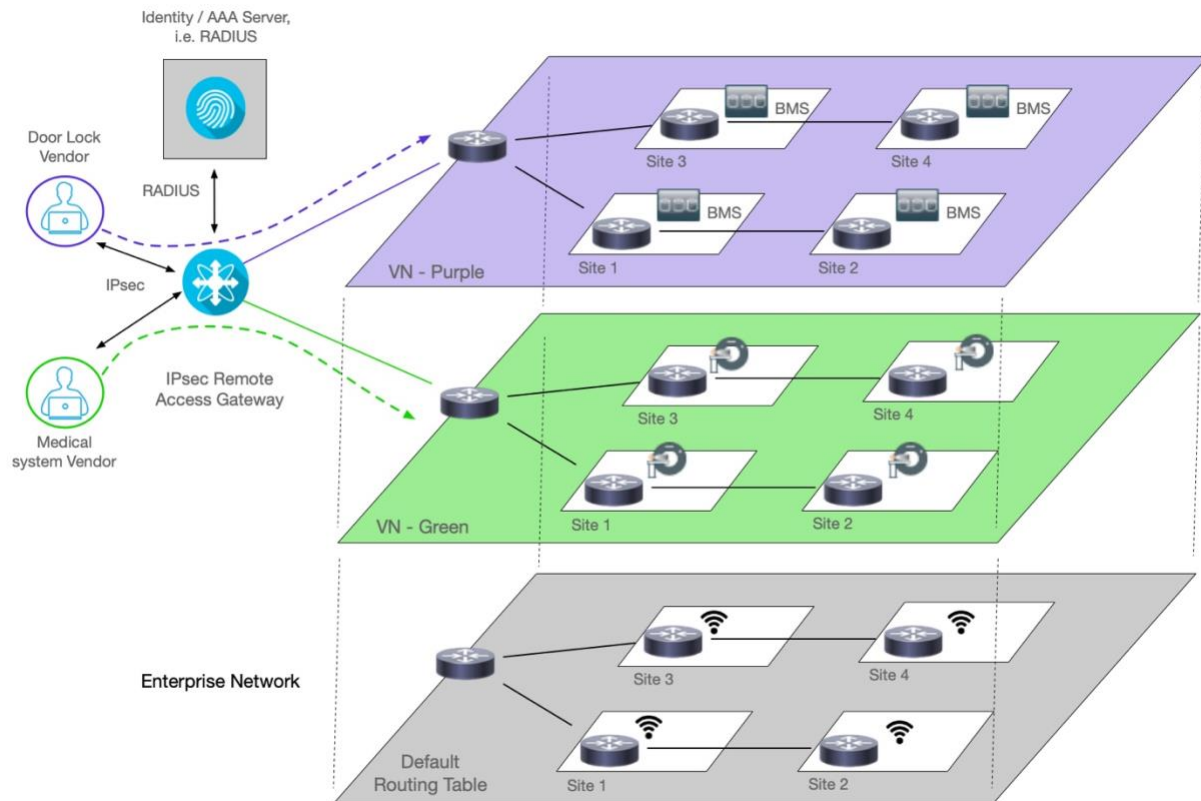 Identity / AAA Server,
i.e. RADIUS
Door Lock
Vendor
RADIUS
IPsec
IPsec Remote
Access Gateway
Medical
system Vendor
BMS
BMS
Site 3
Site 4
BMS
BMS
Site 1
Site 2
VN - Purple
Site 3
Site 4
Site 1
Site 2
VN - Green
Enterprise Network
Site 3
Site 4
Site 1
Site 2
Default
Routing Table